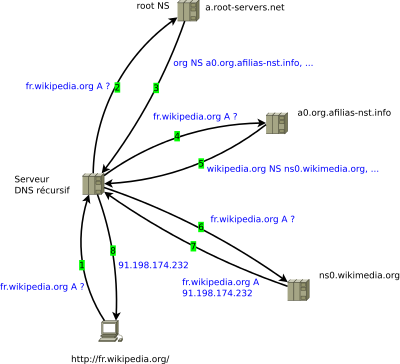 root NS
a.root-servers.net
org NS a0.org.afilias-nst.info, ...
fr.wikipedia.org A ?
2
3
a0.org.afilias-nst.info
fr.wikipedia.org A ?
4
5
wikipedia.org NS ns0.wikimedia.org, ...
Serveur
DNS récursif
fr.wikipedia.org A ?
6
7
8
1
91.198.174.232
ns0.wikimedia.org
fr.wikipedia.org A
91.198.174.232
fr.wikipedia.org A ?
http://fr.wikipedia.org/